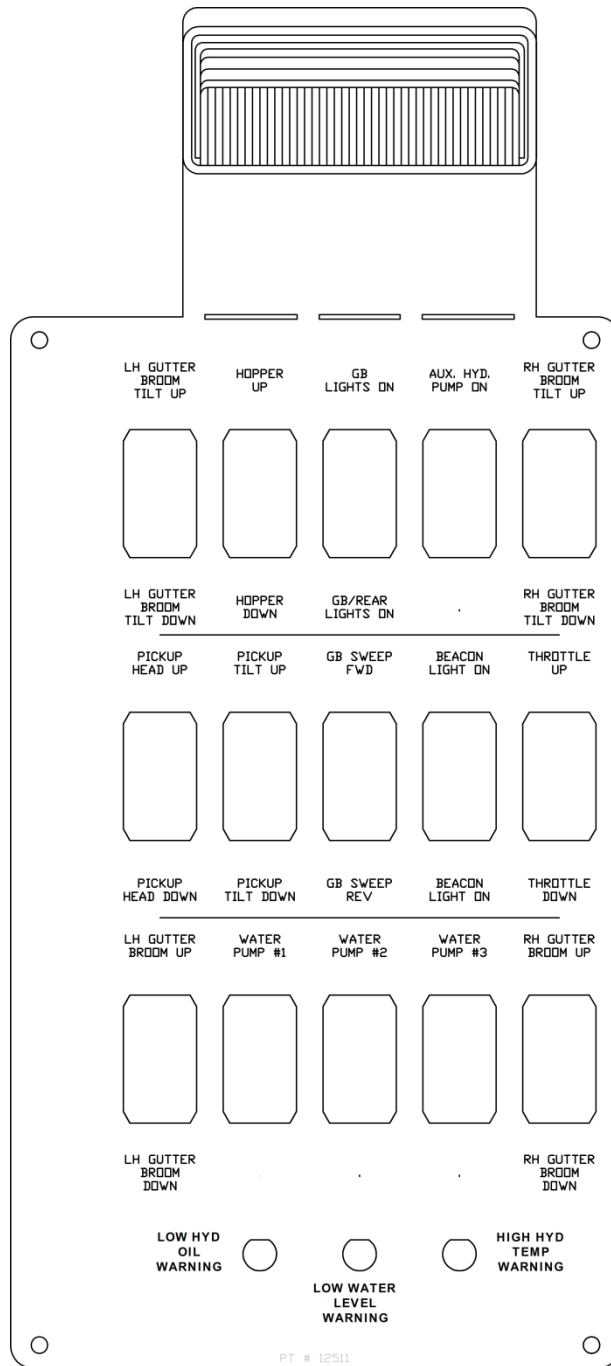 LH GUTTER
BROOM
TILT UP
HOPPER
UP
GB
LIGHTS ON
AUX. HYD.
PUMP ON
RH GUTTER
BROOM
TILT UP
LH GUTTER
BROOM
TILT DOWN
HOPPER
DOWN
GB/REAR
LIGHTS ON
.
RH GUTTER
BROOM
TILT DOWN
PICKUP
HEAD UP
PICKUP
TILT UP
GB SWEEP
FWD
BEACON
LIGHT ON
THROTTLE
UP
PICKUP
HEAD DOWN
PICKUP
TILT DOWN
GB SWEEP
REV
BEACON
LIGHT ON
THROTTLE
DOWN
LH GUTTER
BROOM UP
WATER
PUMP #1
WATER
PUMP #2
WATER
PUMP #3
RH GUTTER
BROOM UP
LH GUTTER
BROOM
DOWN
.
.
.
RH GUTTER
BROOM
DOWN
LOW HYD
OIL
WARNING
LOW WATER
LEVEL
WARNING
HIGH HYD
TEMP
WARNING
PT # 12511